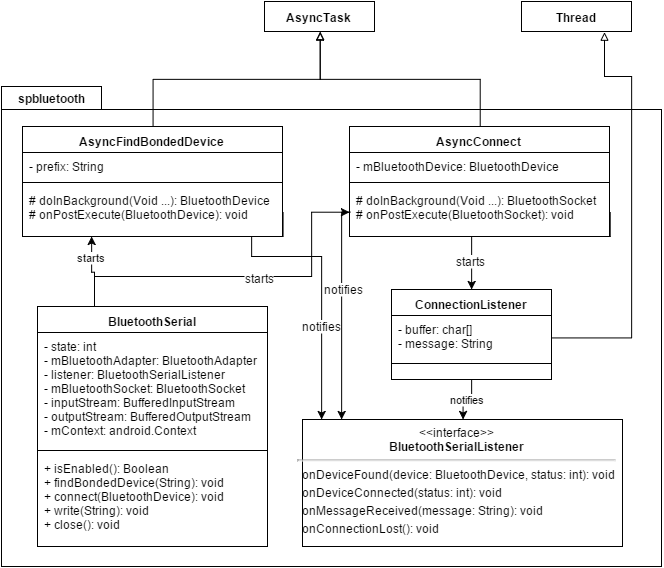 AsyncTask
Thread
spbluetooth
AsyncFindBondedDevice
- prefix: String
# doInBackground(Void ...): BluetoothDevice
# onPostExecute(BluetoothDevice): void
AsyncConnect
- mBluetoothDevice: BluetoothDevice
# doInBackground(Void ...): BluetoothSocket
# onPostExecute(BluetoothSocket): void
starts
starts
starts
notifies
notifies
ConnectionListener
- buffer: char[]
- message: String
notifies
BluetoothSerial
- state: int
- mBluetoothAdapter: BluetoothAdapter
- listener: BluetoothSerialListener
- mBluetoothSocket: BluetoothSocket
- inputStream: BufferedInputStream
- outputStream: BufferedOutputStream
- mContext: android.Context
+ isEnabled(): Boolean
+ findBondedDevice(String): void
+ connect(BluetoothDevice): void
+ write(String): void
+ close(): void
<<interface>>
BluetoothSerialListener
onDeviceFound(device: BluetoothDevice, status: int): void
onDeviceConnected(status: int): void
onMessageReceived(message: String): void
onConnectionLost(): void